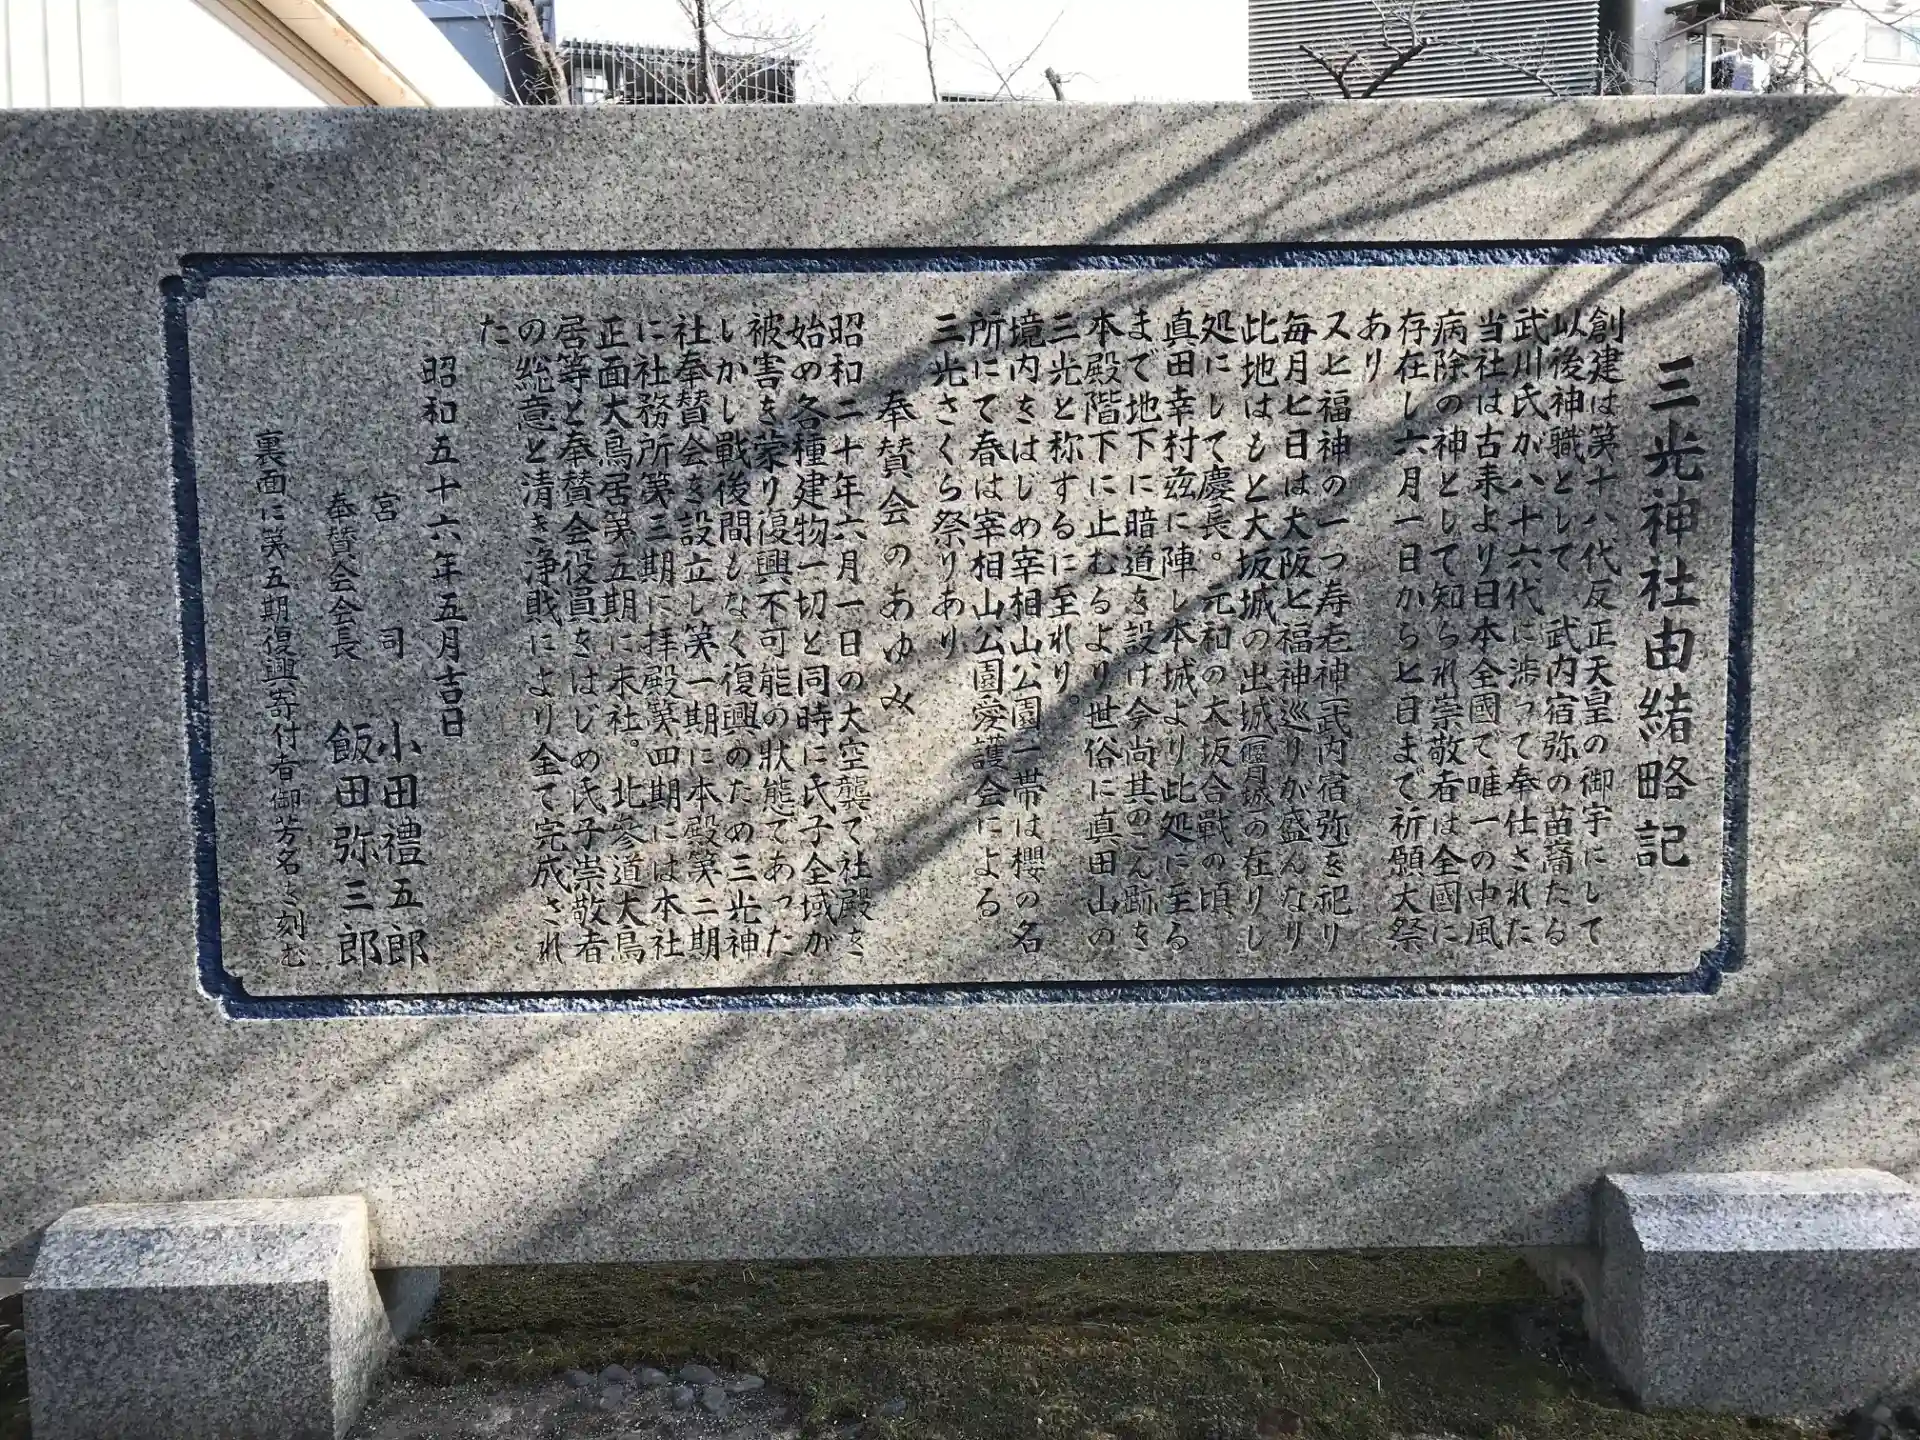 三光神社由緒略記
創建は第十八代反正天皇の御宇にして
以後神職として 武内宿弥の苗裔たる
武川氏が八十六代に渉って奉仕された
当社は古来より日本全國で唯一の中風
病除の神として知られ崇敬者は全國に
存在し六月一日から七日まで祈願大祭
あり
又七福神の一つ寿老神(武内宿弥)を祀り
毎月七日は大阪七福神巡りが盛んなり
此地はもと大坂城の出城(偃月城)の在りし
処にして慶長。元和の大坂合戰の頃
真田幸村茲に陣し本城より此処に至る
まで地下に暗道を設け今尚其のこん跡を
本殿階下に止むるより世俗に真田山の
三光と称するに至れり。
境内をはじめ宰相山公園一帯は櫻の名
所にて春は宰相山公園愛護会による
三光さくら祭りあり
奉賛会のあゆみ
昭和二十年六月一日の大空襲で社殿を
始め各種建物一切と同時に氏子全域が
被害を蒙り復興不可能の狀態であった
しかし戰後間もなく復興のため三光神
社奉賛会を設立し第一期に本殿第二期
に社務所第三期に拝殿第四期には本社
正面大鳥居第五期に末社。北参道大鳥
居等と奉賛会役員をはじめ氏子崇敬者
の総意と清き浄財により全て完成され
た
昭和五十六年五月吉日
宮司 小田禮五郎
奉賛会会長 飯田弥三郎
裏面に第五期復興寄付者御芳名を刻む